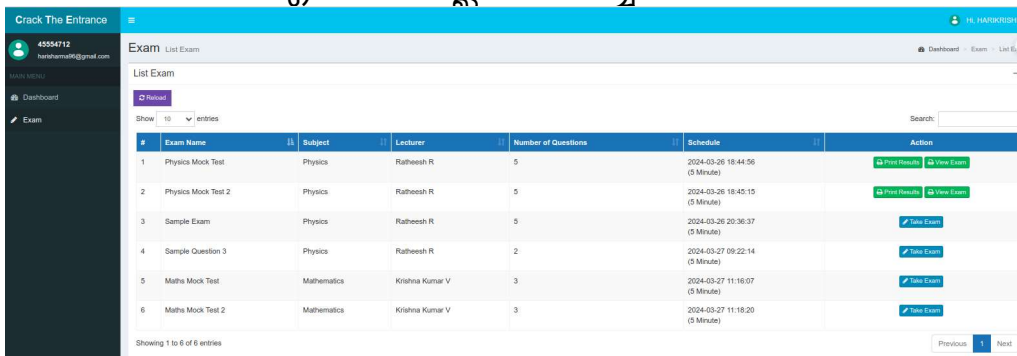 Crack The Entrance
HI, HARIKRISH
45554712
harisharma96@gmail.com
Exam List Exam
Dashboard Exam List E
MAIN MENU
List Exam
Dashboard
Reload
Exam
Show 10 entries
Search:
# Exam Name Subject Lecturer Number of Questions Schedule Action
1 Physics Mock Test Physics Ratheesh R 5 2024-03-26 18:44:56 Print Results View Exam
(5 Minute)
2 Physics Mock Test 2 Physics Ratheesh R 5 2024-03-26 18:45:15 Print Results View Exam
(5 Minute)
3 Sample Exam Physics Ratheesh R 5 2024-03-26 20:36:37 Take Exam
(5 Minute)
4 Sample Question 3 Physics Ratheesh R 2 2024-03-27 09:22:14 Take Exam
(5 Minute)
5 Maths Mock Test Mathematics Krishna Kumar V 3 2024-03-27 11:16:07 Take Exam
(5 Minute)
6 Maths Mock Test 2 Mathematics Krishna Kumar V 3 2024-03-27 11:18:20 Take Exam
(5 Minute)
Showing 1 to 6 of 6 entries
Previous 1 Next